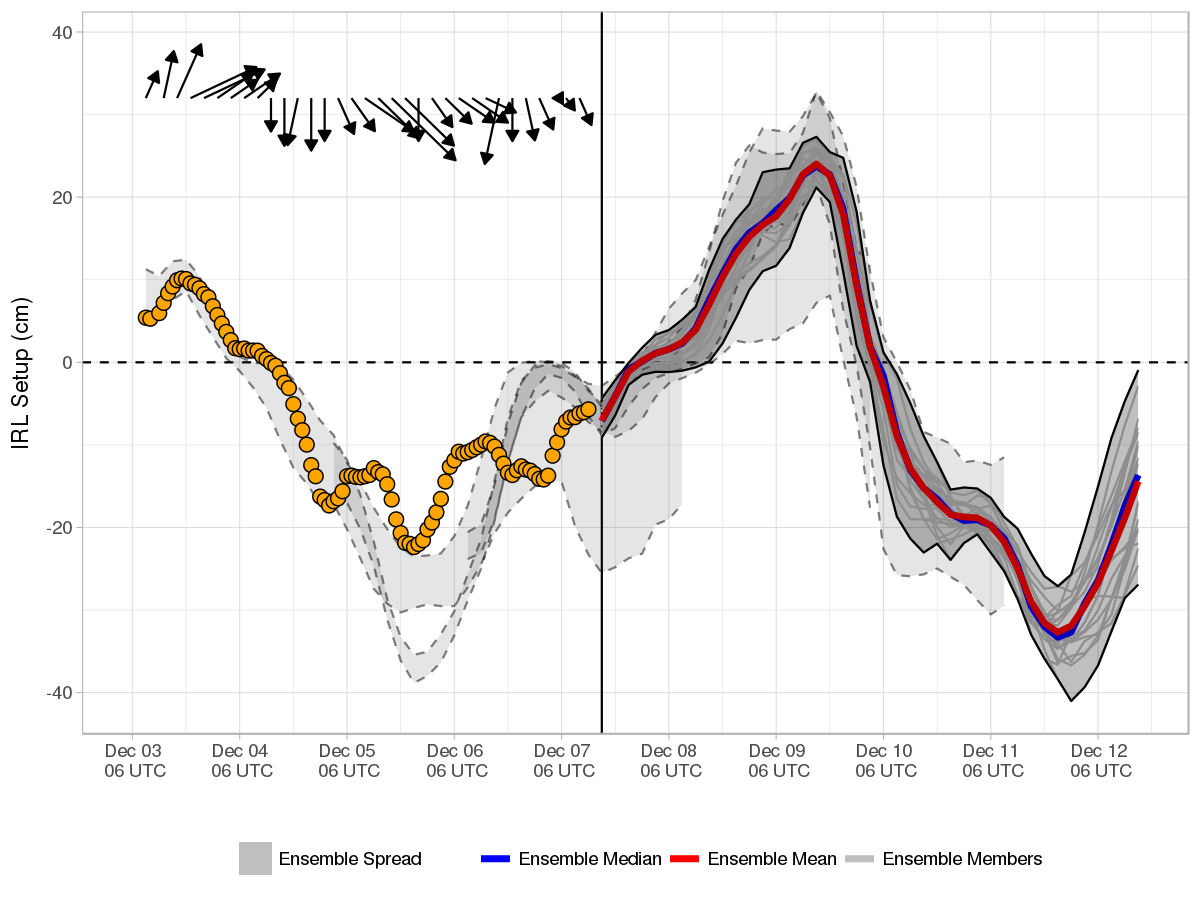 IRL Setup (cm)
40
20
0
-20
-40
Dec 03 Dec 04 Dec 05 Dec 06 Dec 07 Dec 08 Dec 09 Dec 10 Dec 11 Dec 12
06 UTC 06 UTC 06 UTC 06 UTC 06 UTC 06 UTC 06 UTC 06 UTC 06 UTC 06 UTC
Ensemble Spread Ensemble Median Ensemble Mean Ensemble Members